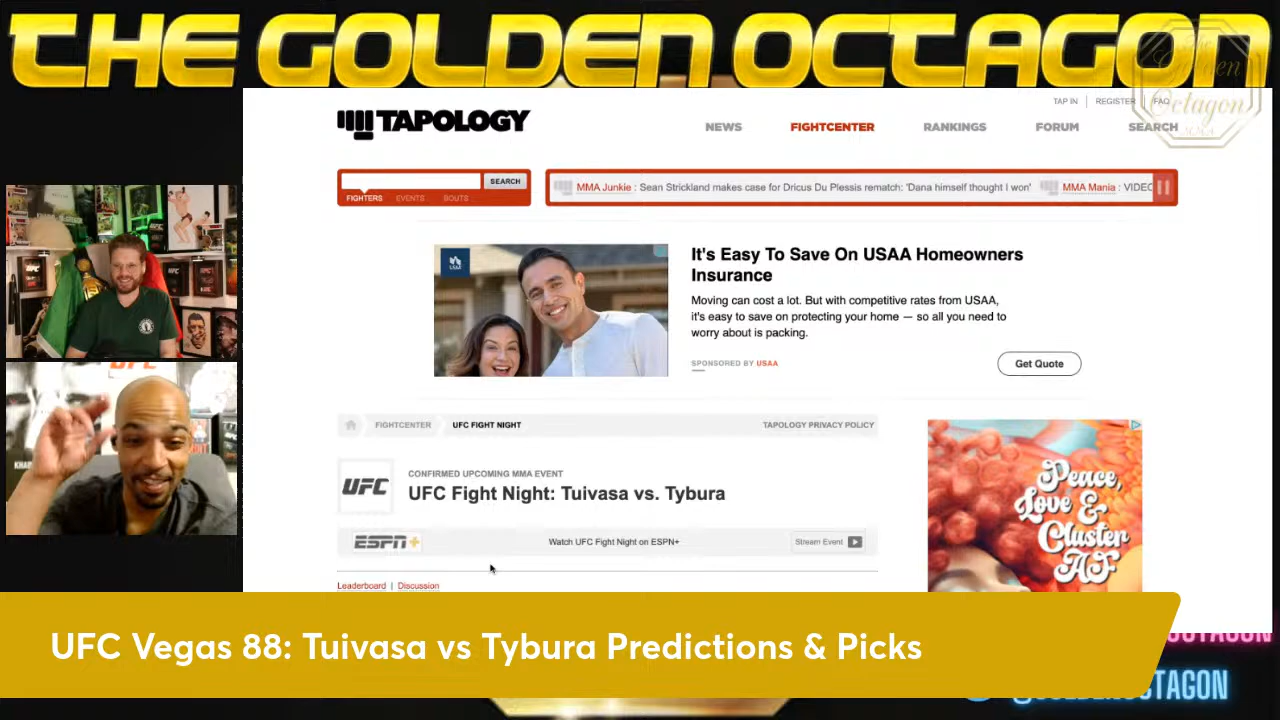 THE GOLDEN OCTAGON
The
Golden
Octagon
TAPOLOGY
TAP IN | REGISTER | FAQ
NEWS FIGHTCENTER RANKINGS FORUM SEARCH
SEARCH
FIGHTERS EVENTS BOUTS
MMA Junkie : Sean Strickland makes case for Dricus Du Plessis rematch: 'Dana himself thought I won' MMA Mania : VIDEO
USAA
It's Easy To Save On USAA Homeowners
Insurance
Moving can cost a lot. But with competitive rates from USAA,
it's easy to save on protecting your home — so all you need to
worry about is packing.
SPONSORED BY USAA
Get Quote
FIGHTCENTER UFC FIGHT NIGHT TAPOLOGY PRIVACY POLICY
UFC
CONFIRMED UPCOMING MMA EVENT
UFC Fight Night: Tuivasa vs. Tybura
ESPN+ Watch UFC Fight Night on ESPN+ Stream Event
Leaderboard | Discussion
Peace,
Love &
Cluster
AF
UFC
UFC Vegas 88: Tuivasa vs Tybura Predictions & Picks